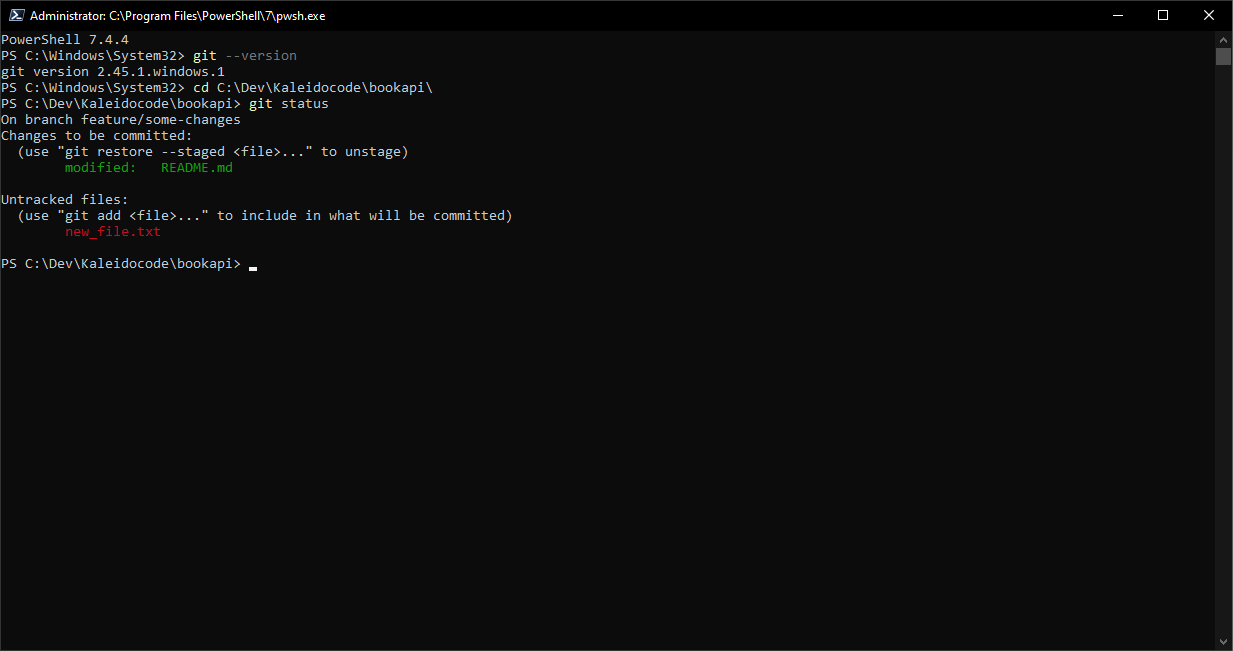 Administrator: C:\Program Files\PowerShell\7\pwsh.exe
PowerShell 7.4.4
PS C:\Windows\System32> git --version
git version 2.45.1.windows.1
PS C:\Windows\System32> cd C:\Dev\Kaleidocode\bookapi\
PS C:\Dev\Kaleidocode\bookapi> git status
On branch feature/some-changes
Changes to be committed:
  (use "git restore --staged <file>..." to unstage)
        modified:   README.md

Untracked files:
  (use "git add <file>..." to include in what will be committed)
        new_file.txt

PS C:\Dev\Kaleidocode\bookapi>